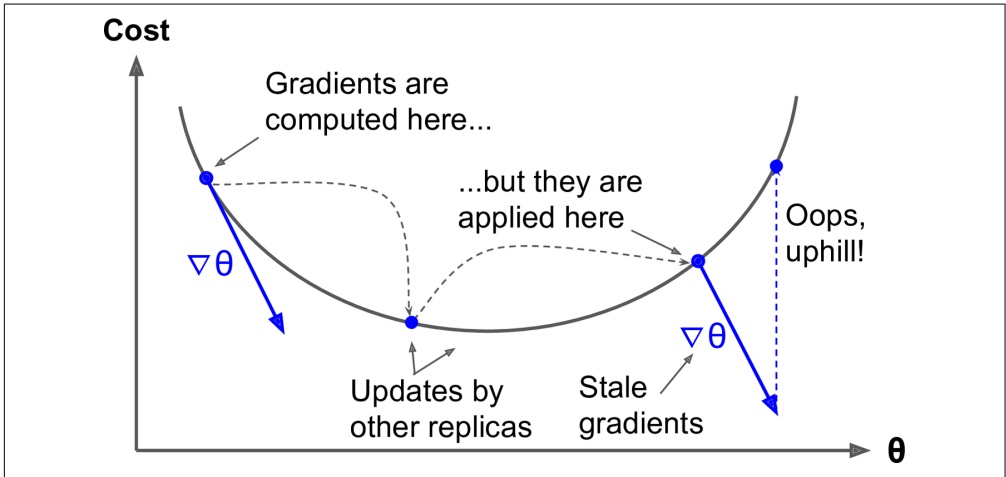 Cost
Gradients are
computed here...
...but they are
applied here
Oops,
uphill!
∇θ
∇θ
Updates by
other replicas
Stale
gradients
θ